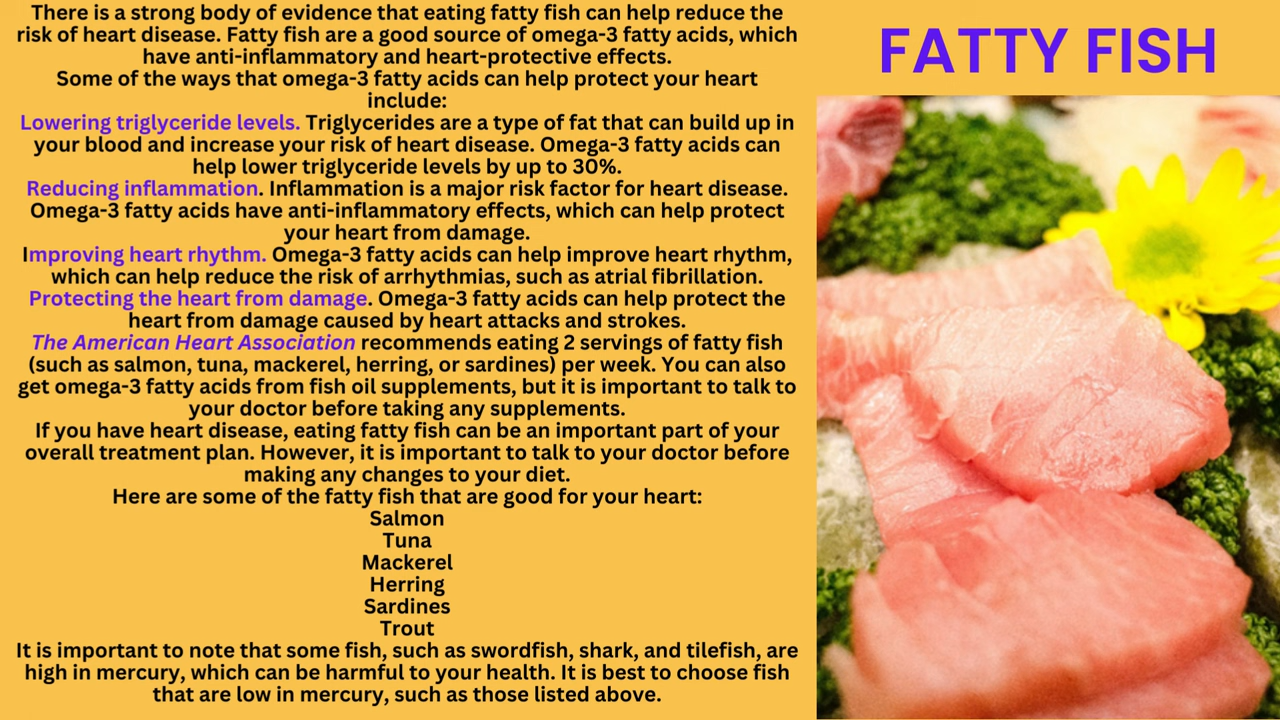 There is a strong body of evidence that eating fatty fish can help reduce the
risk of heart disease. Fatty fish are a good source of omega-3 fatty acids, which
have anti-inflammatory and heart-protective effects.
Some of the ways that omega-3 fatty acids can help protect your heart
include:
Lowering triglyceride levels. Triglycerides are a type of fat that can build up in
your blood and increase your risk of heart disease. Omega-3 fatty acids can
help lower triglyceride levels by up to 30%.
Reducing inflammation. Inflammation is a major risk factor for heart disease.
Omega-3 fatty acids have anti-inflammatory effects, which can help protect
your heart from damage.
Improving heart rhythm. Omega-3 fatty acids can help improve heart rhythm,
which can help reduce the risk of arrhythmias, such as atrial fibrillation.
Protecting the heart from damage. Omega-3 fatty acids can help protect the
heart from damage caused by heart attacks and strokes.
The American Heart Association recommends eating 2 servings of fatty fish
(such as salmon, tuna, mackerel, herring, or sardines) per week. You can also
get omega-3 fatty acids from fish oil supplements, but it is important to talk to
your doctor before taking any supplements.
If you have heart disease, eating fatty fish can be an important part of your
overall treatment plan. However, it is important to talk to your doctor before
making any changes to your diet.
Here are some of the fatty fish that are good for your heart:
Salmon
Tuna
Mackerel
Herring
Sardines
Trout
It is important to note that some fish, such as swordfish, shark, and tilefish, are
high in mercury, which can be harmful to your health. It is best to choose fish
that are low in mercury, such as those listed above.
FATTY FISH